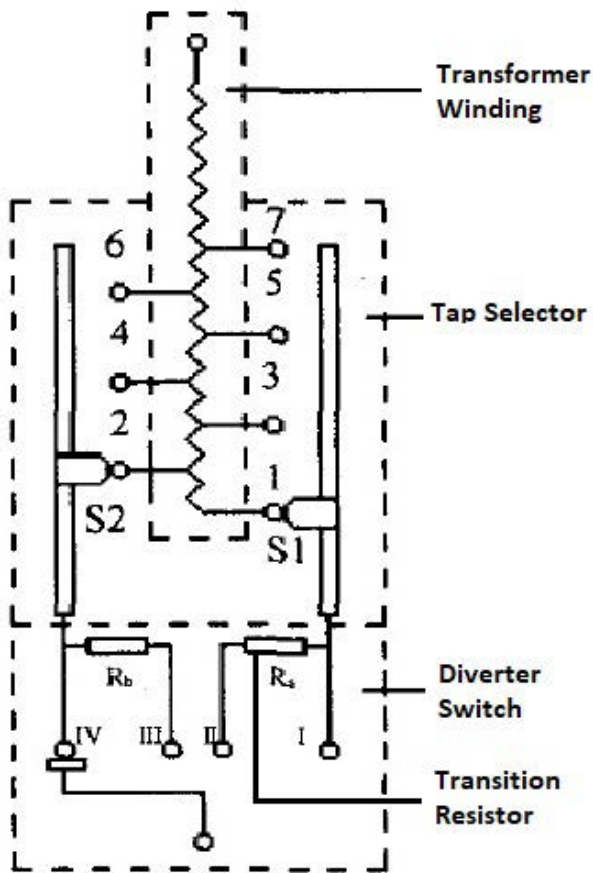 Transformer
Winding
7
6
5
Tap Selector
4
3
2
1
S2
S1
Rb
Ra
Diverter
Switch
IV
III
II
I
Transition
Resistor